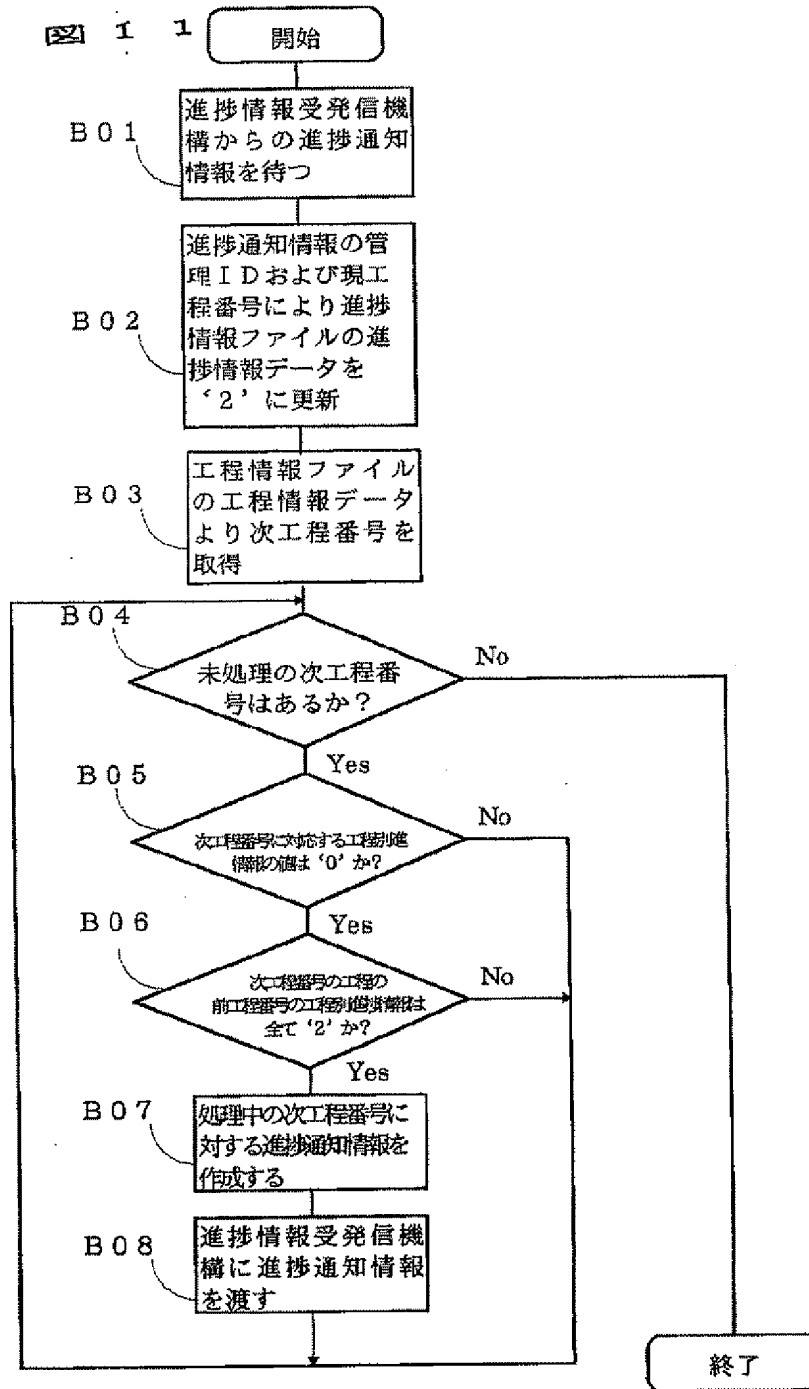 図１１
開始
B01
進捗情報受発信機
構からの進捗通知
情報を待つ
B02
進捗通知情報の管
理IDおよび現工
程番号により進捗
情報ファイルの進
捗情報データを
‘2’に更新
B03
工程情報ファイル
の工程情報データ
より次工程番号を
取得
B04
未処理の次工程番
号はあるか？
No
Yes
B05
次工程番号に対応する工程別進
情報の値は‘0’か？
No
Yes
B06
次工程番号の工程の
前工程番号の工程別進捗情報は
全て‘2’か？
No
Yes
B07
処理中の次工程番号に
対する進捗通知情報を
作成する
B08
進捗情報受発信機
構に進捗通知情報
を渡す
終了